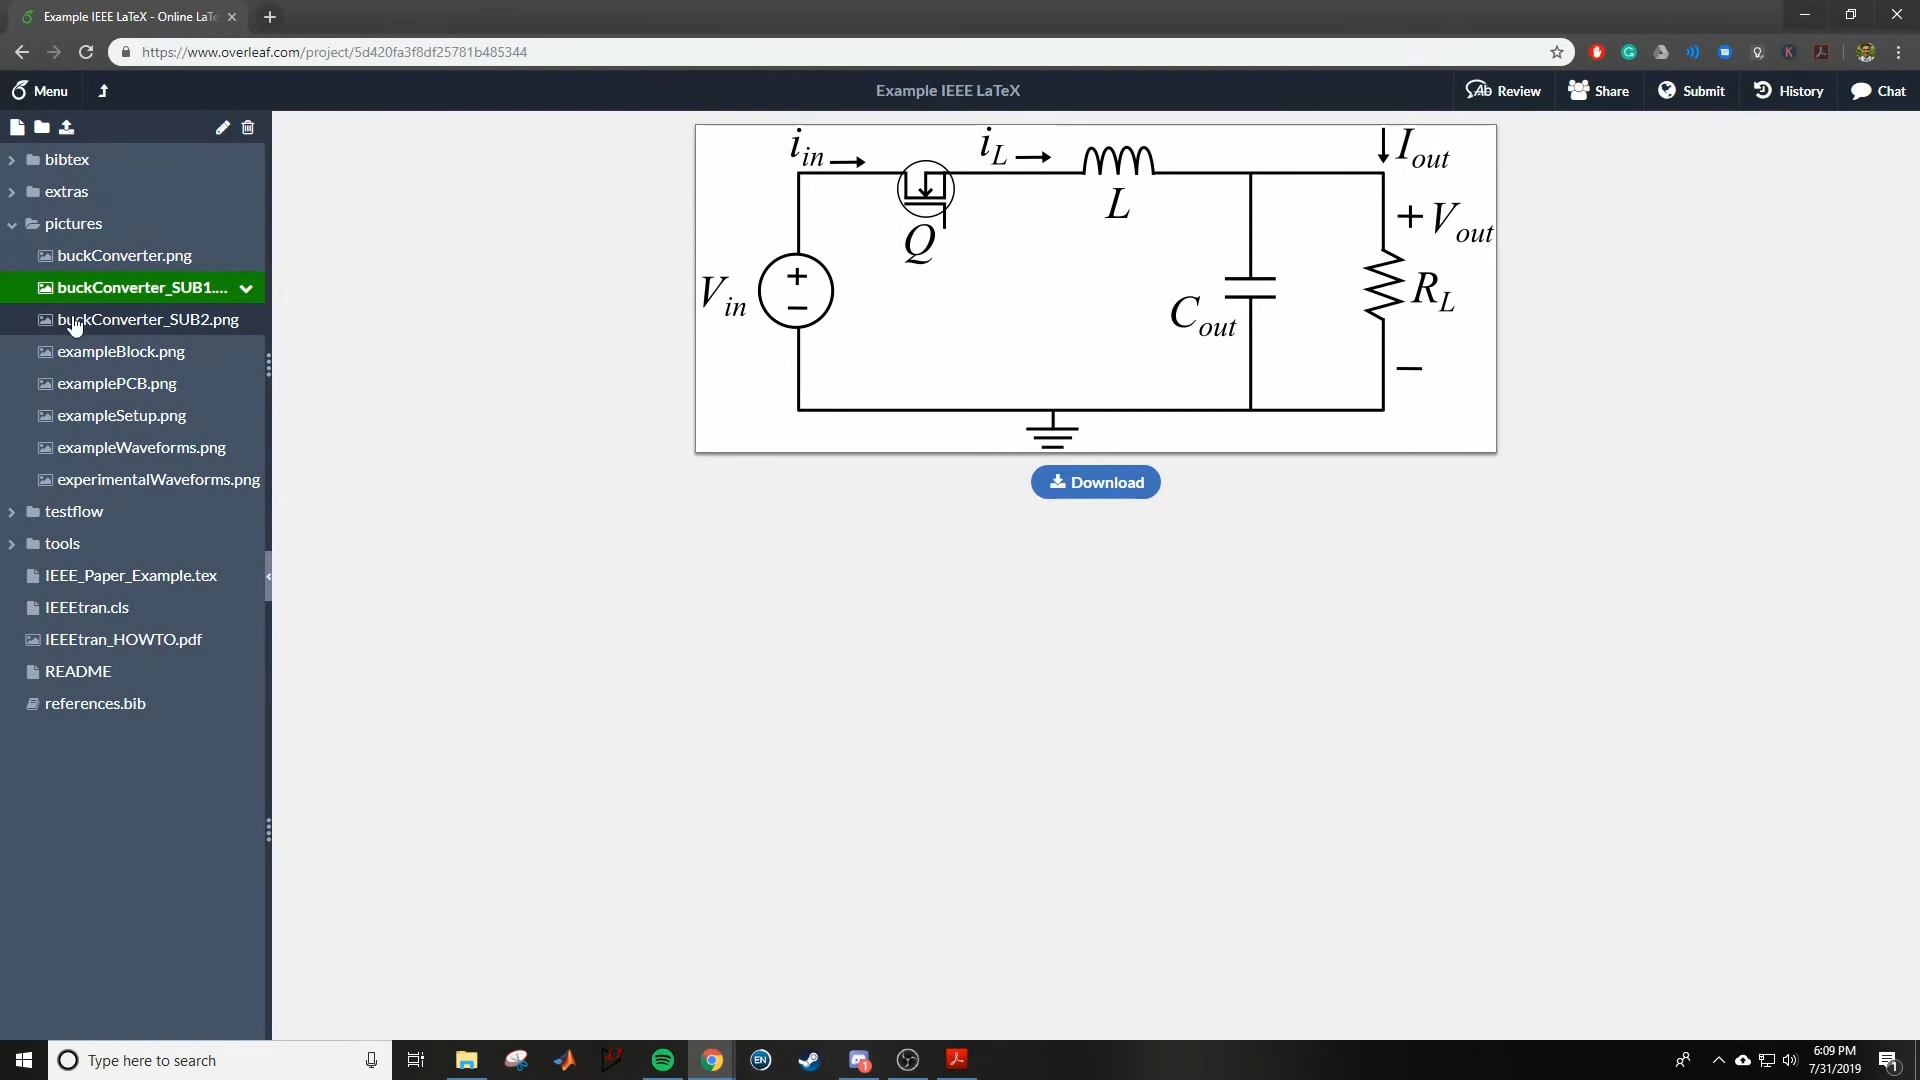 Example IEEE LaTeX - Online LaTe
https://www.overleaf.com/project/5d420fa3f8df25781b485344
Menu
Example IEEE LaTeX
Review
Share
Submit
History
Chat
bibtex
extras
pictures
buckConverter.png
buckConverter_SUB1....
buckConverter_SUB2.png
exampleBlock.png
examplePCB.png
exampleSetup.png
exampleWaveforms.png
experimentalWaveforms.png
testflow
tools
IEEE_Paper_Example.tex
IEEEtran.cls
IEEEtran_HOWTO.pdf
README
references.bib
i_in
i_L
I_out
L
Q
+ V_out
V_in
+
−
C_out
R_L
−
Download
Type here to search
EN
6:09 PM
7/31/2019